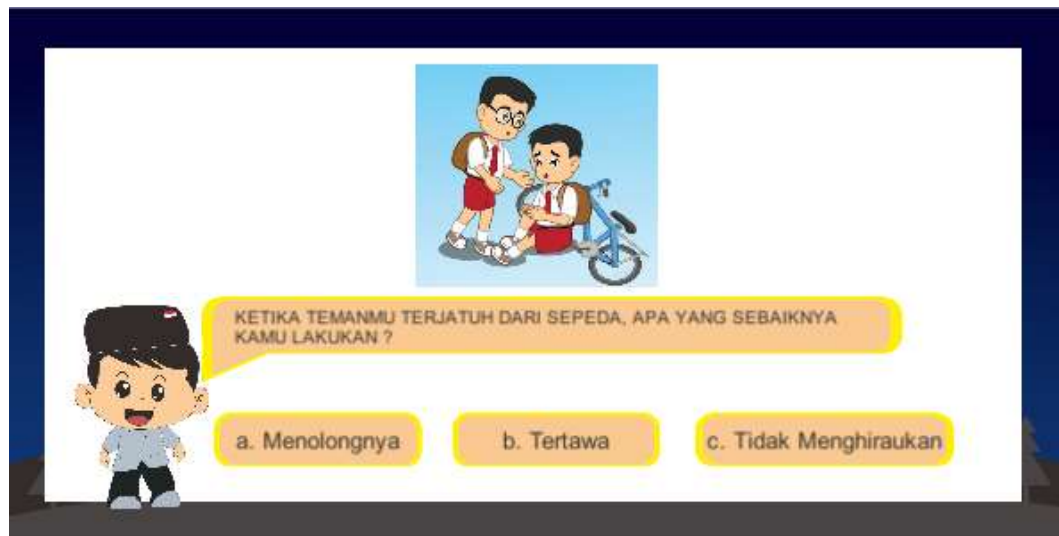 KETIKA TEMANMU TERJATUH DARI SEPEDA, APA YANG SEBAIKNYA
KAMU LAKUKAN ?
a. Menolongnya
b. Tertawa
c. Tidak Menghiraukan